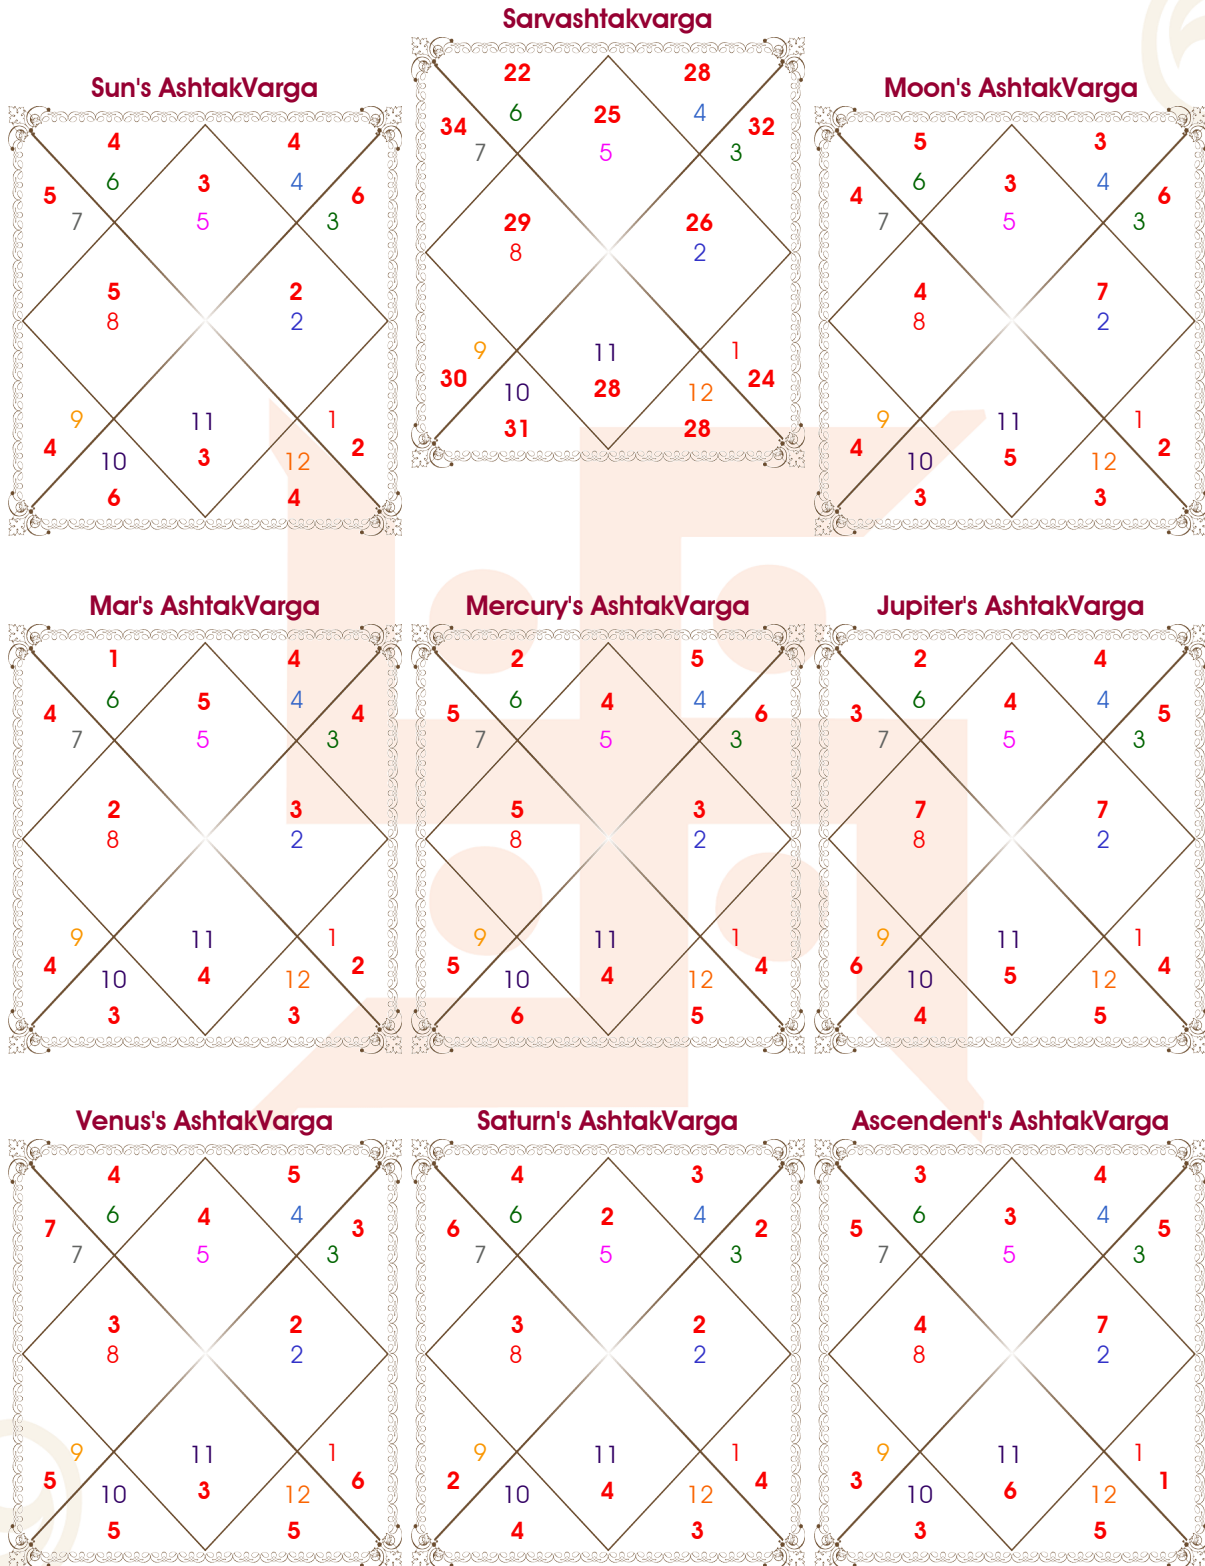 Sarvashtakvarga
22 28
6 25 4
34 32
7 5 3
29 26
8 2
9 11 1
30 28 24
10 12
31 28
Sun's AshtakVarga
4 4
6 3 4
5 6
7 5 3
5 2
8 2
9 11 1
4 3 2
10 12
6 4
Moon's AshtakVarga
5 3
6 3 4
4 6
7 5 3
4 7
8 2
9 11 1
4 5 2
10 12
3 3
Mar's AshtakVarga
1 4
6 5 4
4 4
7 5 3
2 3
8 2
9 11 1
4 4 2
10 12
3 3
Mercury's AshtakVarga
2 5
6 4 4
5 6
7 5 3
5 3
8 2
9 11 1
5 4 4
10 12
6 5
Jupiter's AshtakVarga
2 4
6 4 4
3 5
7 5 3
7 7
8 2
9 11 1
6 5 4
10 12
4 5
Venus's AshtakVarga
4 5
6 4 4
7 3
7 5 3
3 2
8 2
9 11 1
5 3 6
10 12
5 5
Saturn's AshtakVarga
4 3
6 2 4
6 2
7 5 3
3 2
8 2
9 11 1
2 4 4
10 12
4 3
Ascendent's AshtakVarga
3 4
6 3 4
5 5
7 5 3
4 7
8 2
9 11 1
3 6 1
10 12
3 5